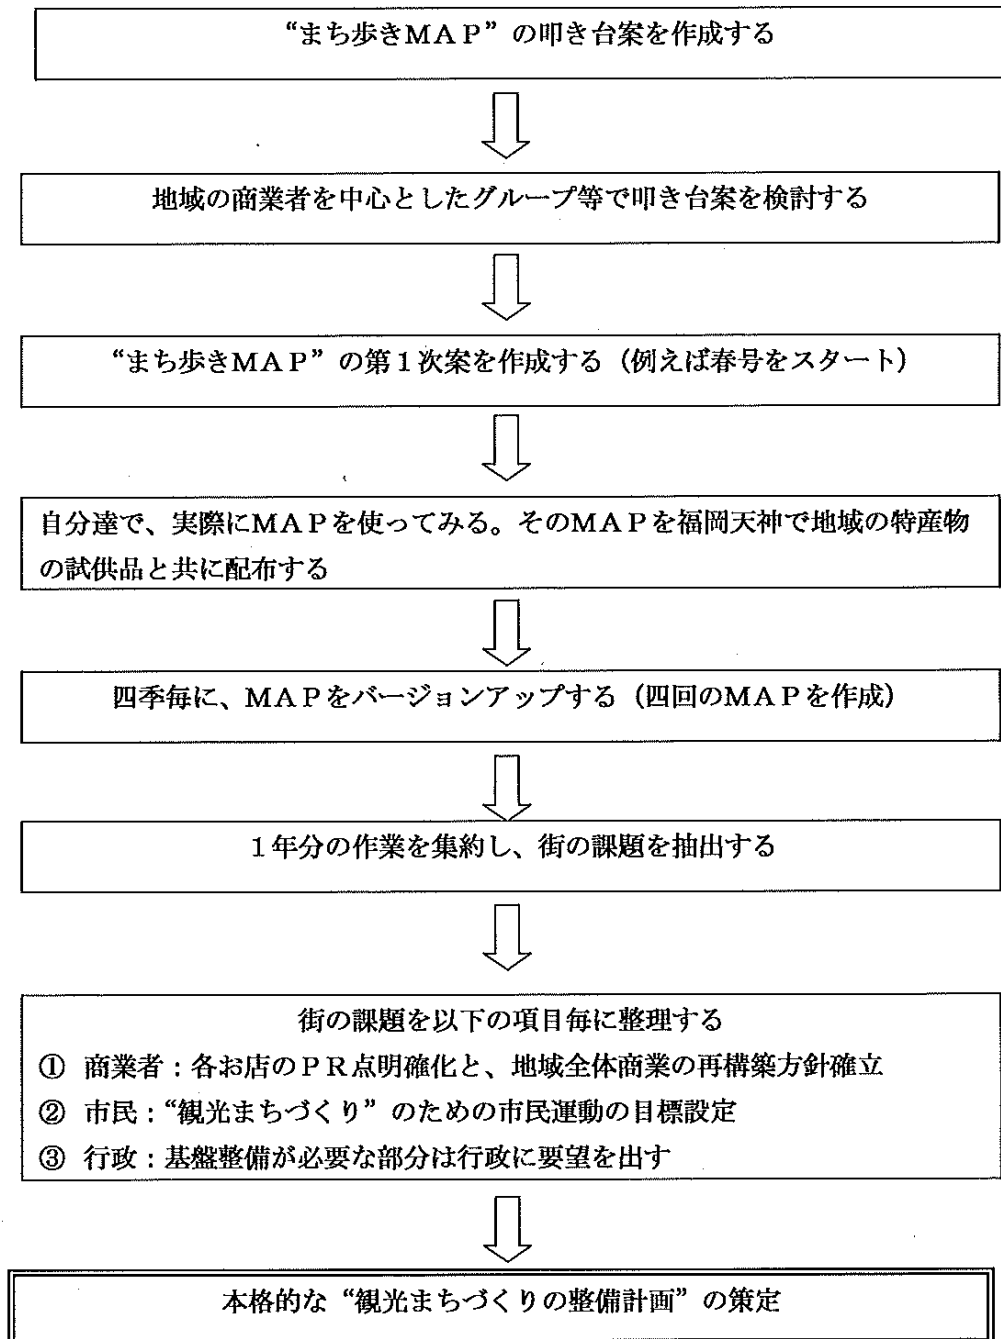 “まち歩きＭＡＰ”の叩き台案を作成する
地域の商業者を中心としたグループ等で叩き台案を検討する
“まち歩きＭＡＰ”の第１次案を作成する（例えば春号をスタート）
自分達で、実際にＭＡＰを使ってみる。そのＭＡＰを福岡天神で地域の特産物
の試供品と共に配布する
四季毎に、ＭＡＰをバージョンアップする（四回のＭＡＰを作成）
１年分の作業を集約し、街の課題を抽出する
街の課題を以下の項目毎に整理する
① 商業者：各お店のＰＲ点明確化と、地域全体商業の再構築方針確立
② 市民：“観光まちづくり”のための市民運動の目標設定
③ 行政：基盤整備が必要な部分は行政に要望を出す
本格的な“観光まちづくりの整備計画”の策定